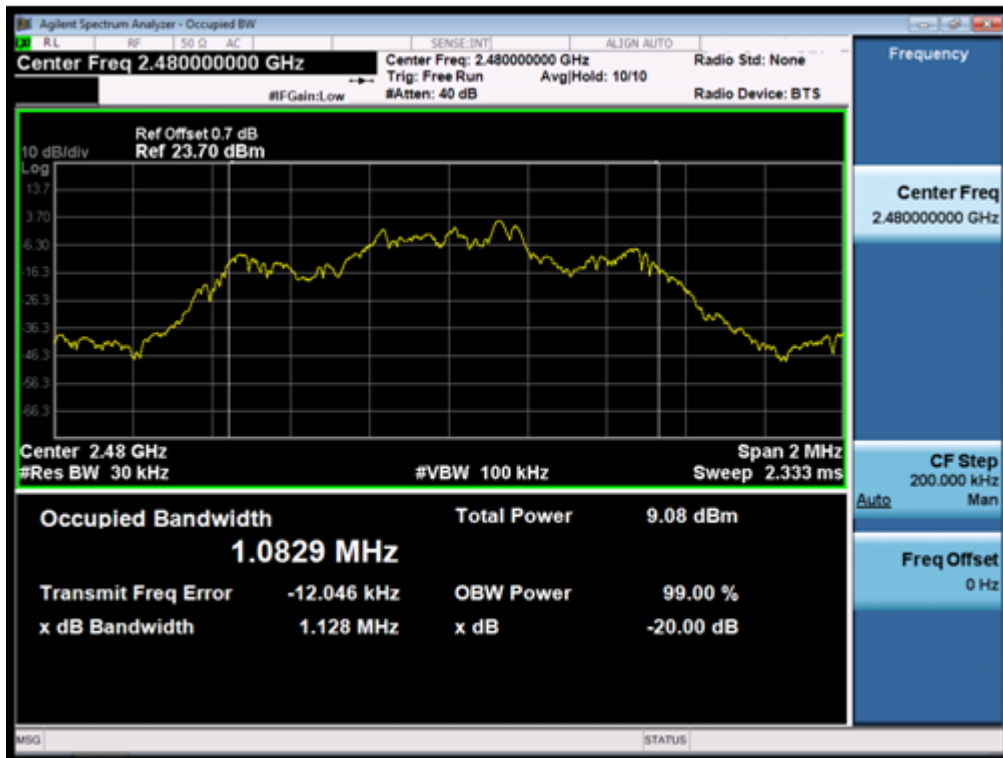 Agilent Spectrum Analyzer - Occupied BW
RL RF 50 Ω AC SENSE:INT ALIGN AUTO
Center Freq 2.480000000 GHz
Center Freq: 2.480000000 GHz
Radio Std: None
Trig: Free Run Avg|Hold: 10/10
#IFGain:Low
#Atten: 40 dB
Radio Device: BTS
Ref Offset 0.7 dB
10 dB/div Ref 23.70 dBm
Log
13.7
3.70
-6.30
-16.3
-26.3
-36.3
-46.3
-56.3
-66.3
Center 2.48 GHz Span 2 MHz
#Res BW 30 kHz #VBW 100 kHz Sweep 2.333 ms
Occupied Bandwidth Total Power 9.08 dBm
1.0829 MHz
Transmit Freq Error -12.046 kHz OBW Power 99.00 %
x dB Bandwidth 1.128 MHz x dB -20.00 dB
MSG STATUS
Frequency
Center Freq
2.480000000 GHz
CF Step
200.000 kHz
Auto Man
Freq Offset
0 Hz